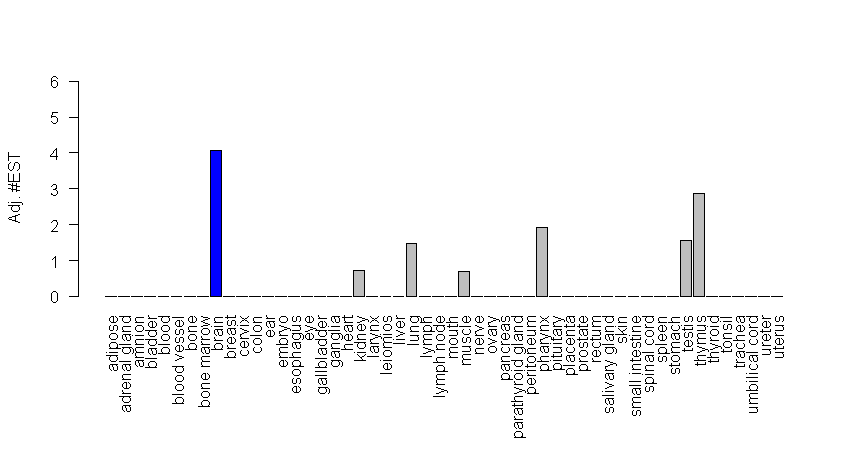 Adj. #EST
6
5
4
3
2
1
0
adipose
adrenal gland
amnion
bladder
blood
blood vessel
bone
bone marrow
brain
breast
cervix
colon
ear
embryo
esophagus
eye
gallbladder
ganglia
heart
kidney
larynx
leiomios
liver
lung
lymph
lymph node
mouth
muscle
nerve
ovary
pancreas
parathyroid gland
peritoneum
pharynx
pituitary
placenta
prostate
rectum
salivary gland
skin
small intestine
spinal cord
spleen
stomach
testis
thymus
thyroid
tonsil
trachea
umbilical cord
ureter
uterus